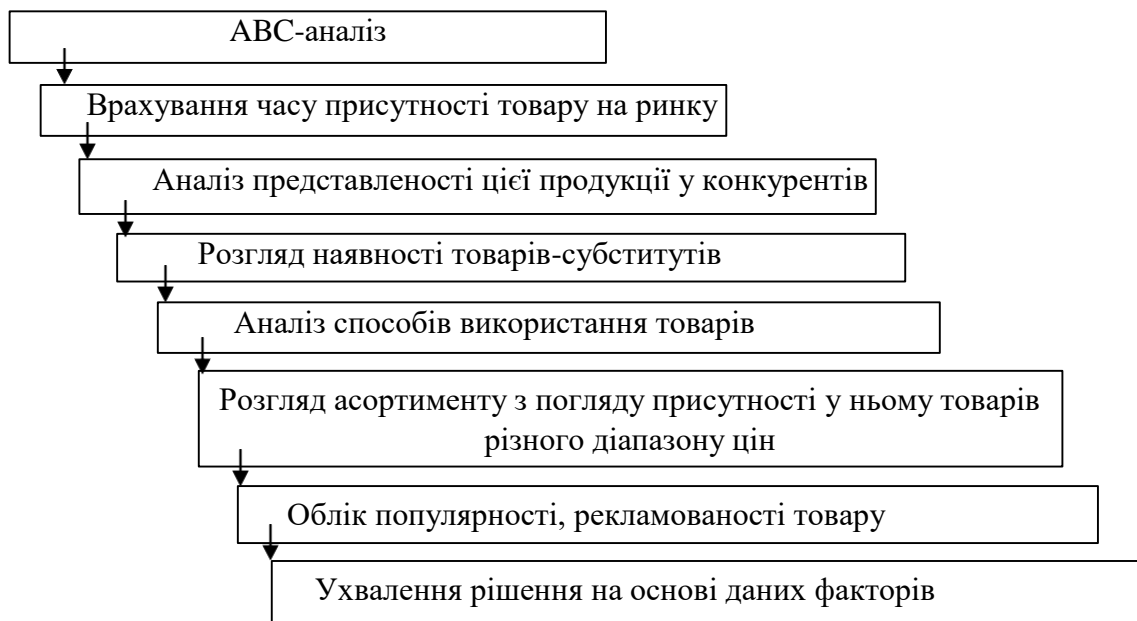 АВС-аналіз
Врахування часу присутності товару на ринку
Аналіз представленості цієї продукції у конкурентів
Розгляд наявності товарів-субститутів
Аналіз способів використання товарів
Розгляд асортименту з погляду присутності у ньому товарів
різного діапазону цін
Облік популярності, рекламованості товару
Ухвалення рішення на основі даних факторів